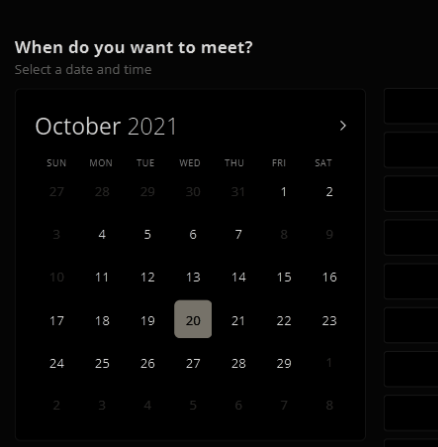 When do you want to meet?
Select a date and time
October 2021 >
SUN MON TUE WED THU FRI SAT
27 28 29 30 31 1 2
3 4 5 6 7 8 9
10 11 12 13 14 15 16
17 18 19 20 21 22 23
24 25 26 27 28 29 1
2 3 4 5 6 7 8